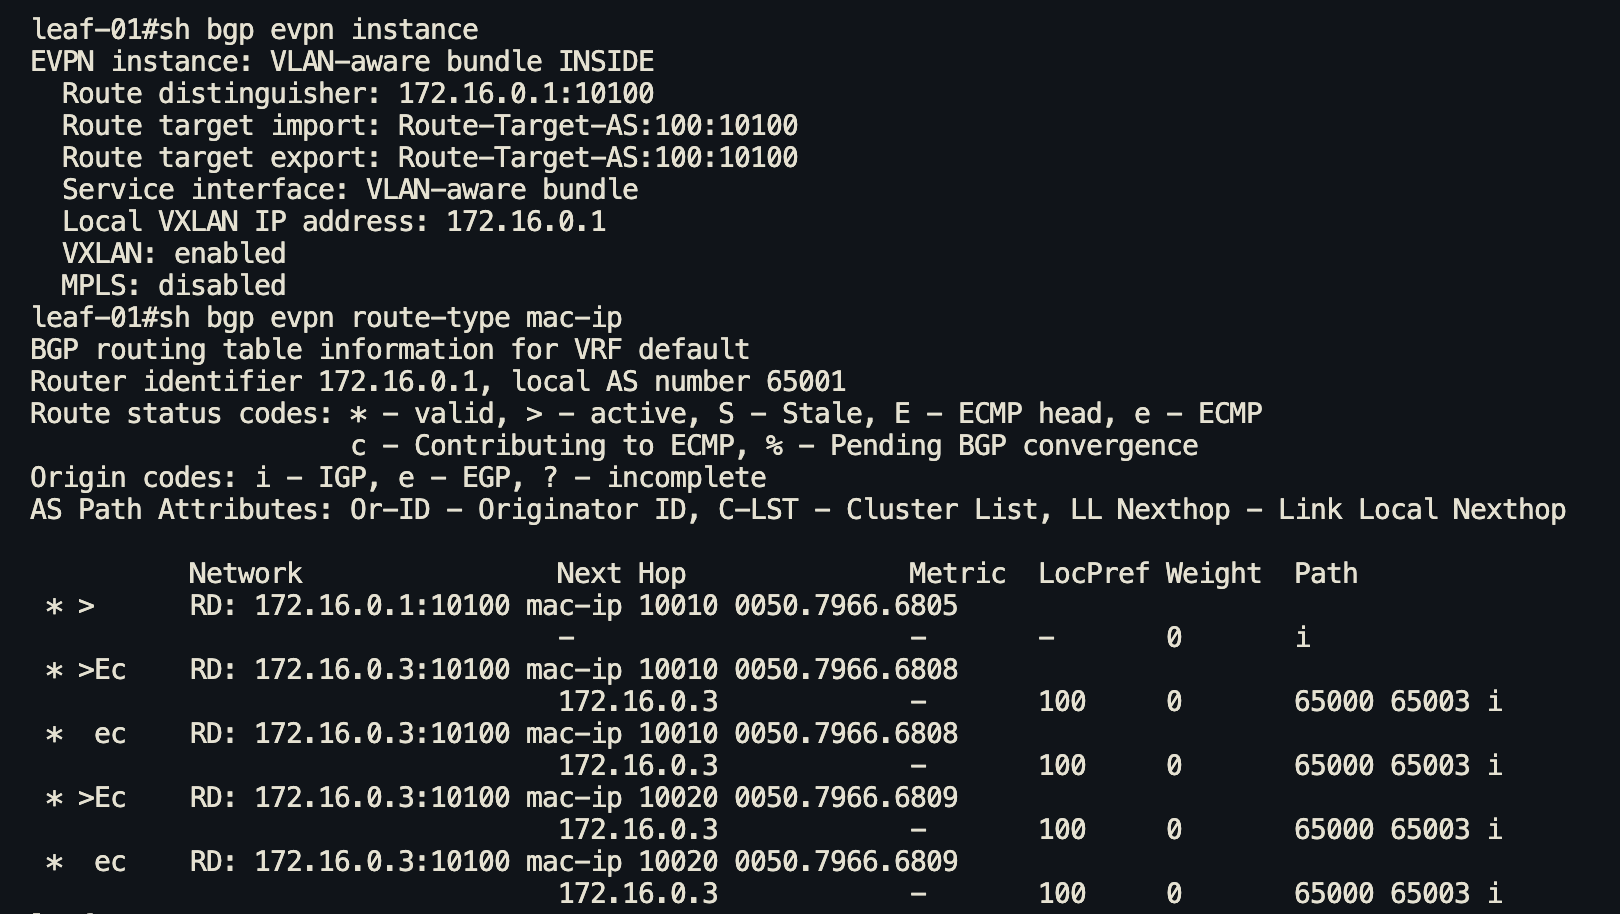 leaf-01#sh bgp evpn instance
EVPN instance: VLAN-aware bundle INSIDE
  Route distinguisher: 172.16.0.1:10100
  Route target import: Route-Target-AS:100:10100
  Route target export: Route-Target-AS:100:10100
  Service interface: VLAN-aware bundle
  Local VXLAN IP address: 172.16.0.1
  VXLAN: enabled
  MPLS: disabled
leaf-01#sh bgp evpn route-type mac-ip
BGP routing table information for VRF default
Router identifier 172.16.0.1, local AS number 65001
Route status codes: * - valid, > - active, S - Stale, E - ECMP head, e - ECMP
                    c - Contributing to ECMP, % - Pending BGP convergence
Origin codes: i - IGP, e - EGP, ? - incomplete
AS Path Attributes: Or-ID - Originator ID, C-LST - Cluster List, LL Nexthop - Link Local Nexthop

          Network                Next Hop              Metric  LocPref Weight  Path
 * >      RD: 172.16.0.1:10100 mac-ip 10010 0050.7966.6805
                                 -                     -       -       0       i
 * >Ec    RD: 172.16.0.3:10100 mac-ip 10010 0050.7966.6808
                                 172.16.0.3            -       100     0       65000 65003 i
 *  ec    RD: 172.16.0.3:10100 mac-ip 10010 0050.7966.6808
                                 172.16.0.3            -       100     0       65000 65003 i
 * >Ec    RD: 172.16.0.3:10100 mac-ip 10020 0050.7966.6809
                                 172.16.0.3            -       100     0       65000 65003 i
 *  ec    RD: 172.16.0.3:10100 mac-ip 10020 0050.7966.6809
                                 172.16.0.3            -       100     0       65000 65003 i